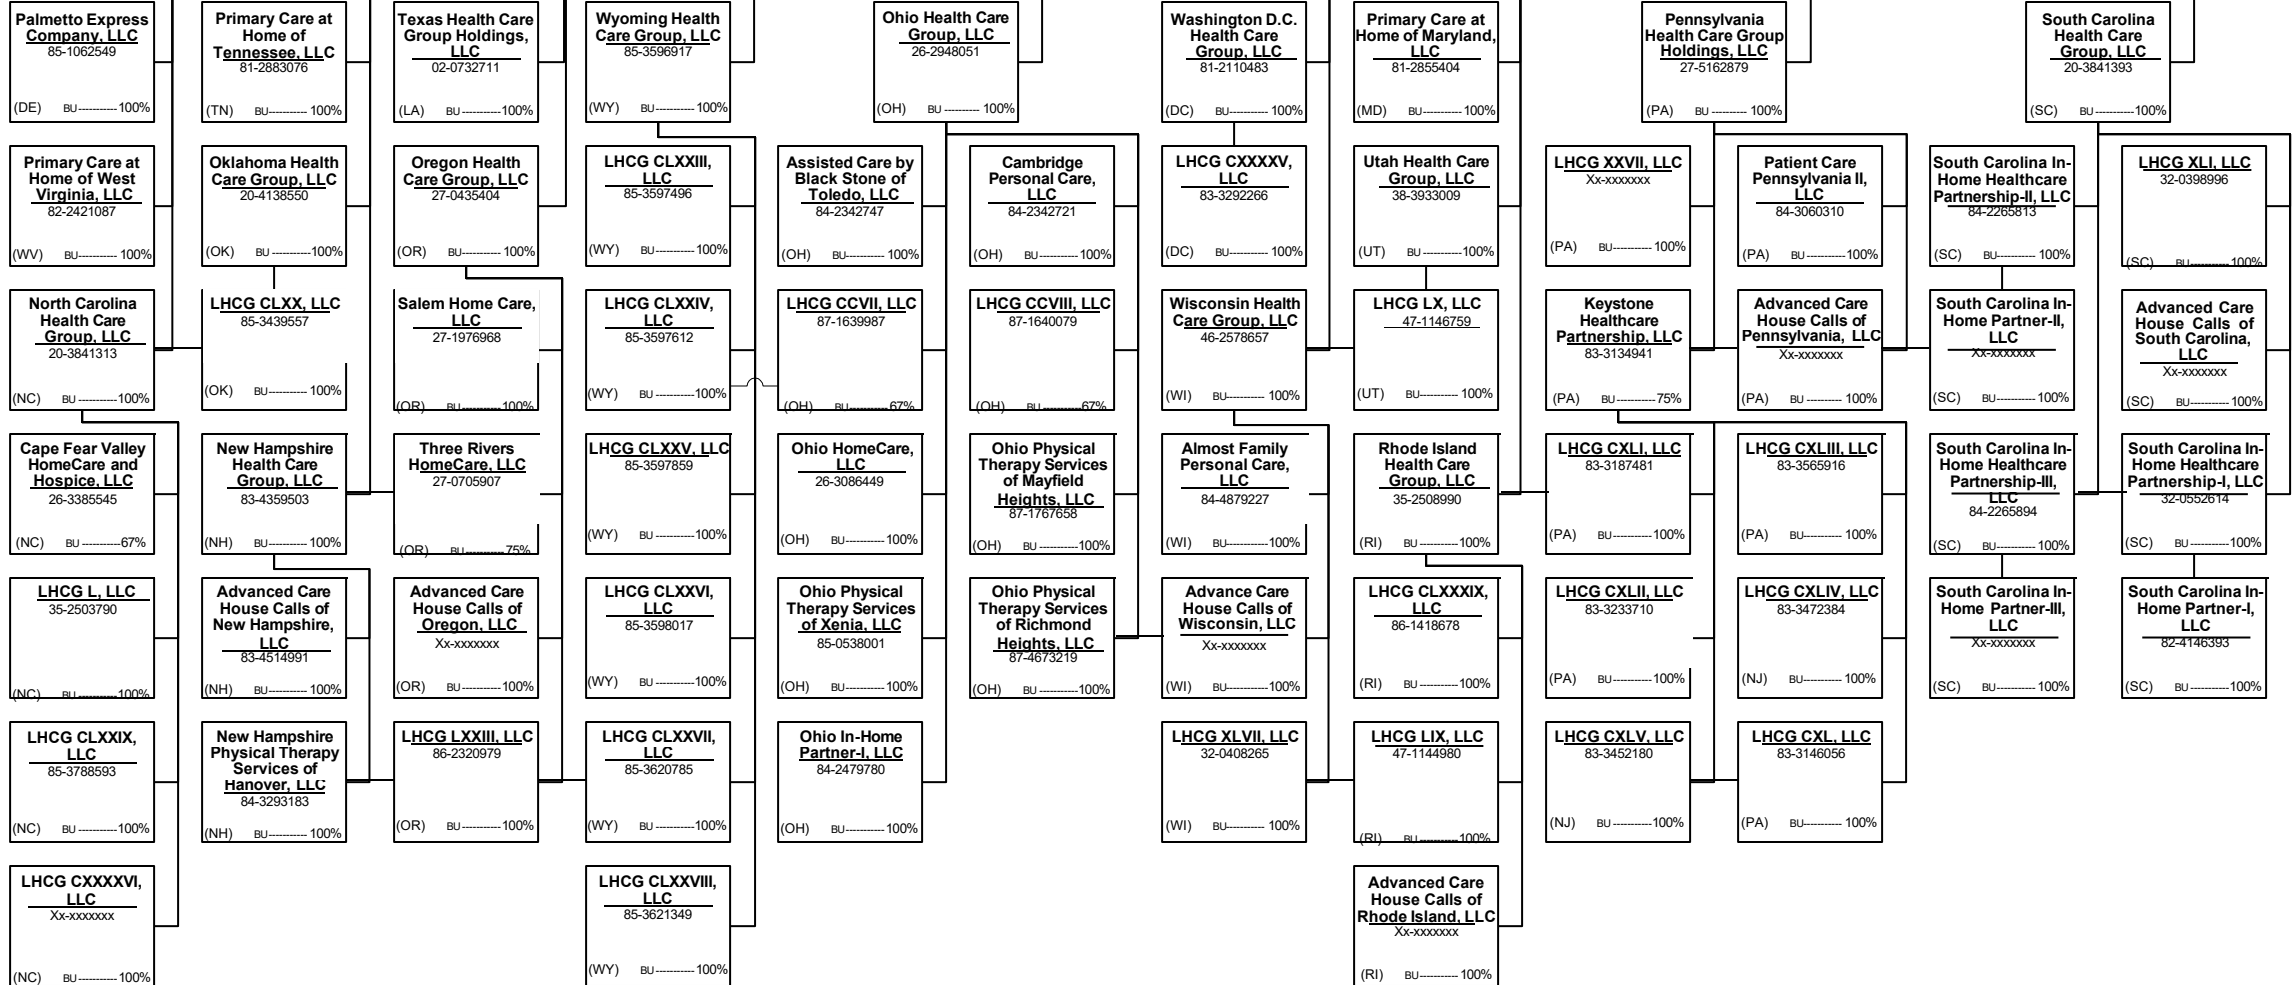 Palmetto Express
Company, LLC
85-1062549
(DE) BU----------- 100%
Primary Care at
Home of
Tennessee, LLC
81-2883076
(TN) BU----------- 100%
Texas Health Care
Group Holdings,
LLC
02-0732711
(LA) BU -----------100%
Wyoming Health
Care Group, LLC
85-3596917
(WY) BU----------- 100%
Ohio Health Care
Group, LLC
26-2948051
(OH) BU ----------- 100%
Washington D.C.
Health Care
Group, LLC
81-2110483
(DC) BU----------- 100%
Primary Care at
Home of Maryland,
LLC
81-2855404
(MD) BU----------- 100%
Pennsylvania
Health Care Group
Holdings, LLC
27-5162879
(PA) BU ----------- 100%
South Carolina
Health Care
Group, LLC
20-3841393
(SC) BU-----------100%
Primary Care at
Home of West
Virginia, LLC
82-2421087
(WV) BU----------- 100%
Oklahoma Health
Care Group, LLC
20-4138550
(OK) BU -----------100%
Oregon Health
Care Group, LLC
27-0435404
(OR) BU-----------100%
LHCG CLXXIII,
LLC
85-3597496
(WY) BU----------- 100%
Assisted Care by
Black Stone of
Toledo, LLC
84-2342747
(OH) BU-----------100%
Cambridge
Personal Care,
LLC
84-2342721
(OH) BU-----------100%
LHCG CXXXXV,
LLC
83-3292266
(DC) BU----------- 100%
Utah Health Care
Group, LLC
38-3933009
(UT) BU-----------100%
LHCG XXVII, LLC
Xx-xxxxxxx
(PA) BU----------- 100%
Patient Care
Pennsylvania II,
LLC
84-3060310
(PA) BU----------- 100%
South Carolina In-
Home Healthcare
Partnership-II, LLC
84-2265813
(SC) BU----------- 100%
LHCG XLI, LLC
32-0398996
(SC) BU-----------100%
North Carolina
Health Care
Group, LLC
20-3841313
(NC) BU -----------100%
LHCG CLXX, LLC
85-3439557
(OK) BU----------- 100%
Salem Home Care,
LLC
27-1976968
(OR) BU-----------100%
LHCG CLXXIV,
LLC
85-3597612
(WY) BU-----------100%
LHCG CCVII, LLC
87-1639987
(OH) BU -----------67%
LHCG CCVIII, LLC
87-1640079
(OH) BU -----------67%
Wisconsin Health
Care Group, LLC
46-2578657
(WI) BU----------- 100%
LHCG LX, LLC
47-1146759
(UT) BU----------- 100%
Keystone
Healthcare
Partnership, LLC
83-3134941
(PA) BU -----------75%
Advanced Care
House Calls of
Pennsylvania, LLC
Xx-xxxxxxx
(PA) BU----------- 100%
South Carolina In-
Home Partner-II,
LLC
Xx-xxxxxxx
(SC) BU----------- 100%
Advanced Care
House Calls of
South Carolina,
LLC
Xx-xxxxxxx
(SC) BU-----------100%
Cape Fear Valley
HomeCare and
Hospice, LLC
26-3385545
(NC) BU -----------67%
New Hampshire
Health Care
Group, LLC
83-4359503
(NH) BU----------- 100%
Three Rivers
HomeCare, LLC
27-0705907
(OR) BU -----------75%
LHCG CLXXV, LLC
85-3597859
(WY) BU-----------100%
Ohio HomeCare,
LLC
26-3086449
(OH) BU-----------100%
Ohio Physical
Therapy Services
of Mayfield
Heights, LLC
87-1767658
(OH) BU-----------100%
Almost Family
Personal Care,
LLC
84-4879227
(WI) BU-----------100%
Rhode Island
Health Care
Group, LLC
35-2508990
(RI) BU -----------100%
LHCG CXLI, LLC
83-3187481
(PA) BU-----------100%
LHCG CXLIII, LLC
83-3565916
(PA) BU-----------100%
South Carolina In-
Home Healthcare
Partnership-III,
LLC
84-2265894
(SC) BU----------- 100%
South Carolina In-
Home Healthcare
Partnership-I, LLC
32-0552614
(SC) BU-----------100%
LHCG L, LLC
35-2503790
(NC) BU -----------100%
Advanced Care
House Calls of
New Hampshire,
LLC
83-4514991
(NH) BU----------- 100%
Advanced Care
House Calls of
Oregon, LLC
Xx-xxxxxxx
(OR) BU----------- 100%
LHCG CLXXVI,
LLC
85-3598017
(WY) BU----------- 100%
Ohio Physical
Therapy Services
of Xenia, LLC
85-0538001
(OH) BU-----------100%
Ohio Physical
Therapy Services
of Richmond
Heights, LLC
87-4673219
(OH) BU-----------100%
Advance Care
House Calls of
Wisconsin, LLC
Xx-xxxxxxx
(WI) BU----------- 100%
LHCG CLXXXIX,
LLC
86-1418678
(RI) BU ----------- 100%
LHCG CXLII, LLC
83-3233710
(PA) BU-----------100%
LHCG CXLIV, LLC
83-3472384
(NJ) BU-----------100%
South Carolina In-
Home Partner-III,
LLC
Xx-xxxxxxx
(SC) BU----------- 100%
South Carolina In-
Home Partner-I,
LLC
82-4146393
(SC) BU-----------100%
LHCG CLXXIX,
LLC
85-3788593
(NC) BU -----------100%
New Hampshire
Physical Therapy
Services of
Hanover, LLC
84-3293183
(NH) BU----------- 100%
LHCG LXXIII, LLC
86-2320979
(OR) BU-----------100%
LHCG CLXXVII,
LLC
85-3620785
(WY) BU-----------100%
Ohio In-Home
Partner-I, LLC
84-2479780
(OH) BU-----------100%
LHCG XLVII, LLC
32-0408265
(WI) BU----------- 100%
LHCG LIX, LLC
47-1144980
(RI) BU-----------100%
LHCG CXLV, LLC
83-3452180
(NJ) BU -----------100%
LHCG CXL, LLC
83-3146056
(PA) BU-----------100%
LHCG CXXXXVI,
LLC
Xx-xxxxxxx
(NC) BU----------- 100%
LHCG CLXXVIII,
LLC
85-3621349
(WY) BU----------- 100%
Advanced Care
House Calls of
Rhode Island, LLC
Xx-xxxxxxx
(RI) BU----------- 100%